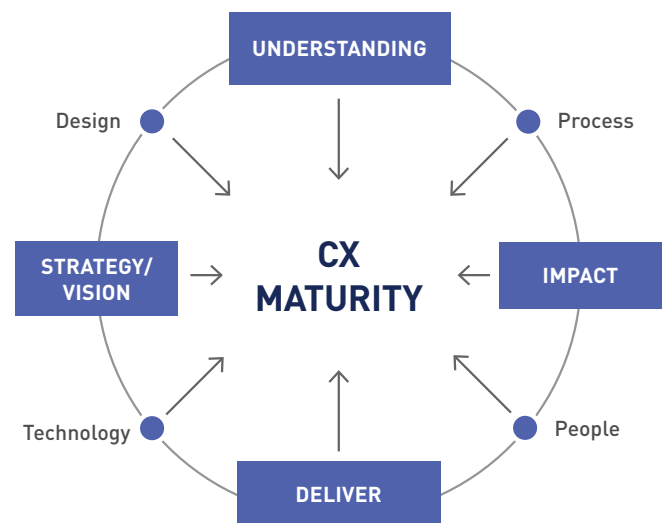 UNDERSTANDING
Design
Process
STRATEGY/
VISION
CX
MATURITY
IMPACT
Technology
People
DELIVER